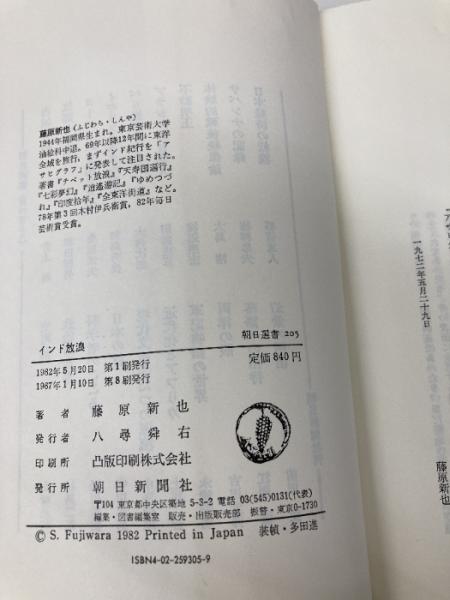 藤原新也(ふじわら・しんや)
1944年福岡県生まれ。東京芸術大学
油絵科中退。69年以降12年間に東洋
全域を旅行，まずインド紀行を『ア
サヒグラフ』に発表して注目された。
著書『チベット放浪』『天寿国遍行』
『七彩夢幻』『逍遙游記』『ゆめつづ
れ』『印度拾年』『全東洋街道』など。
78年第3回木村伊兵衛賞，82年毎日
芸術賞受賞。
インド放浪
朝日選書 205
1982年5月20日 第1刷発行
1987年1月10日 第8刷発行
定価840円
著者 藤原新也
発行者 八尋舜右
印刷所 凸版印刷株式会社
発行所 朝日新聞社
〒104 東京都中央区築地 5-3-2 電話 03(545)0131(代表)
編集・図書編集室 販売・出版販売部 振替・東京0-1730
© S. Fujiwara 1982 Printed in Japan 装幀・多田進
ISBN4-02-259305-9
一九七二年五月二十九日
藤原新也